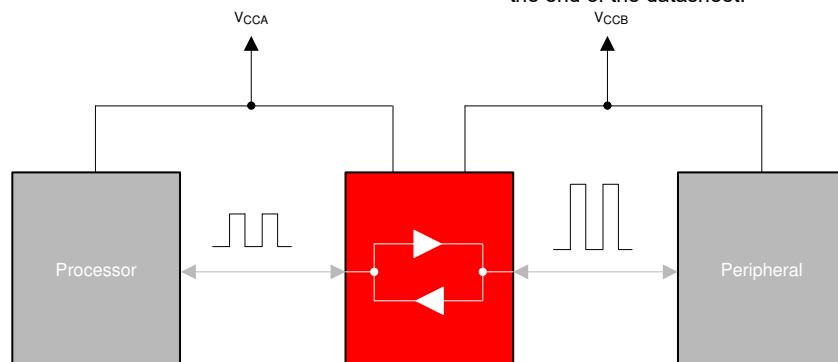 the end of the datasheet.
VCCA
VCCB
Processor
Peripheral